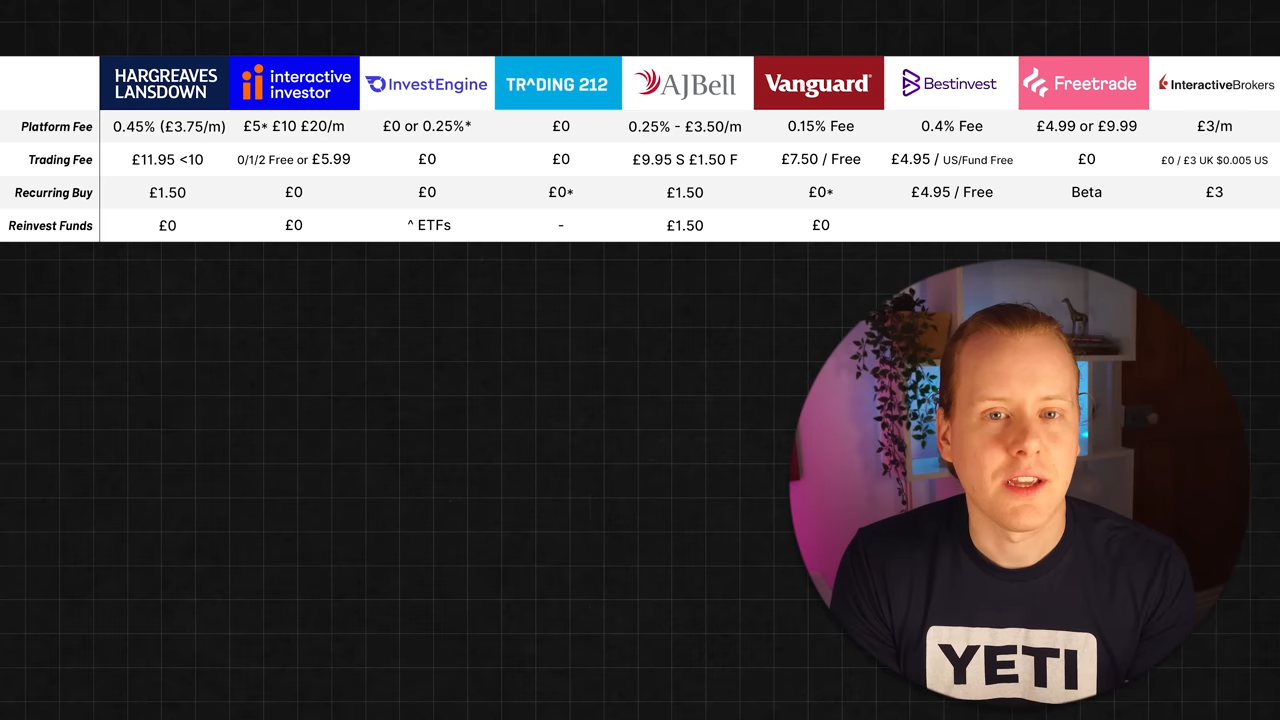 HARGREAVES LANSDOWN interactive investor InvestEngine TR^DING 212 AJBell Vanguard Bestinvest Freetrade InteractiveBrokers
Platform Fee 0.45% (£3.75/m) £5* £10 £20/m £0 or 0.25%* £0 0.25% - £3.50/m 0.15% Fee 0.4% Fee £4.99 or £9.99 £3/m
Trading Fee £11.95 <10 0/1/2 Free or £5.99 £0 £0 £9.95 S £1.50 F £7.50 / Free £4.95 / US/Fund Free £0 £0 / £3 UK $0.005 US
Recurring Buy £1.50 £0 £0 £0* £1.50 £0* £4.95 / Free Beta £3
Reinvest Funds £0 £0 ^ ETFs - £1.50 £0
YETI